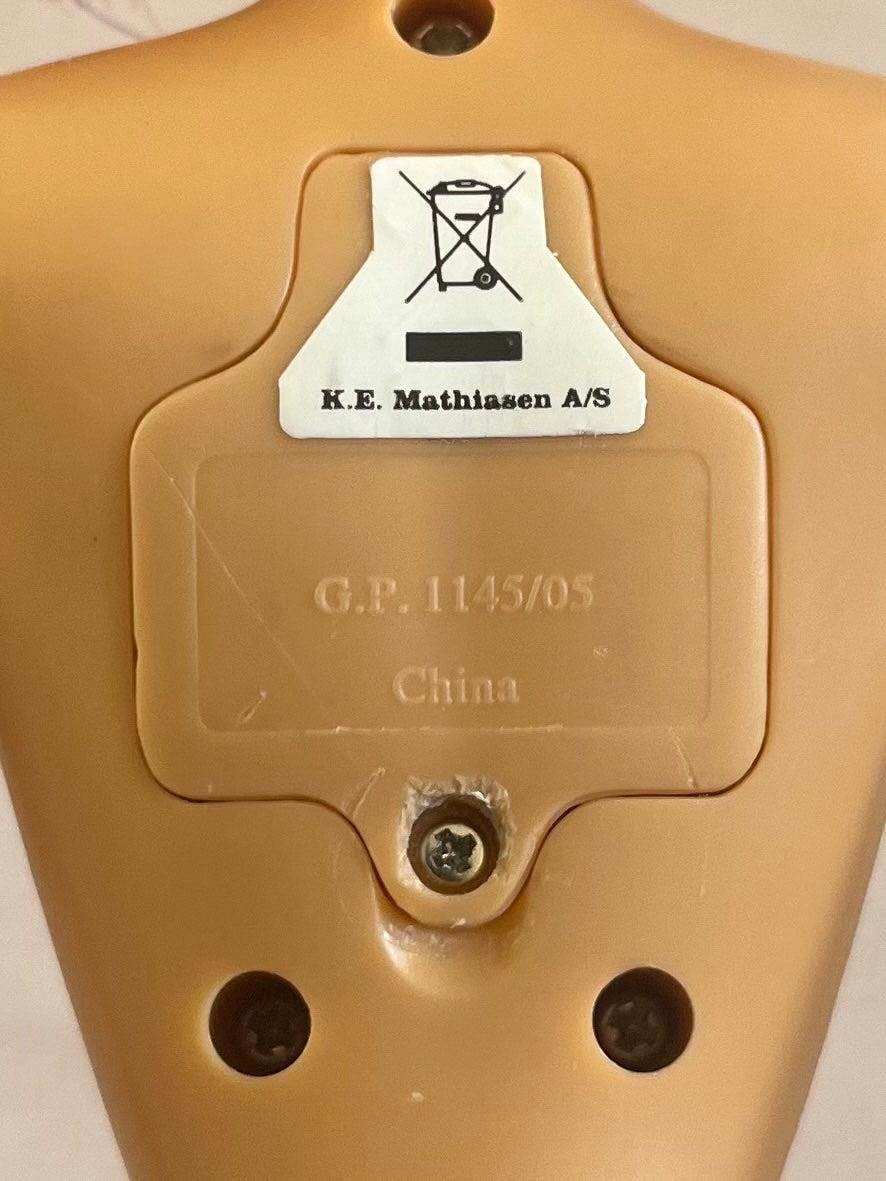 K.E. Mathiasen A/S
G.P. 1145/05
China